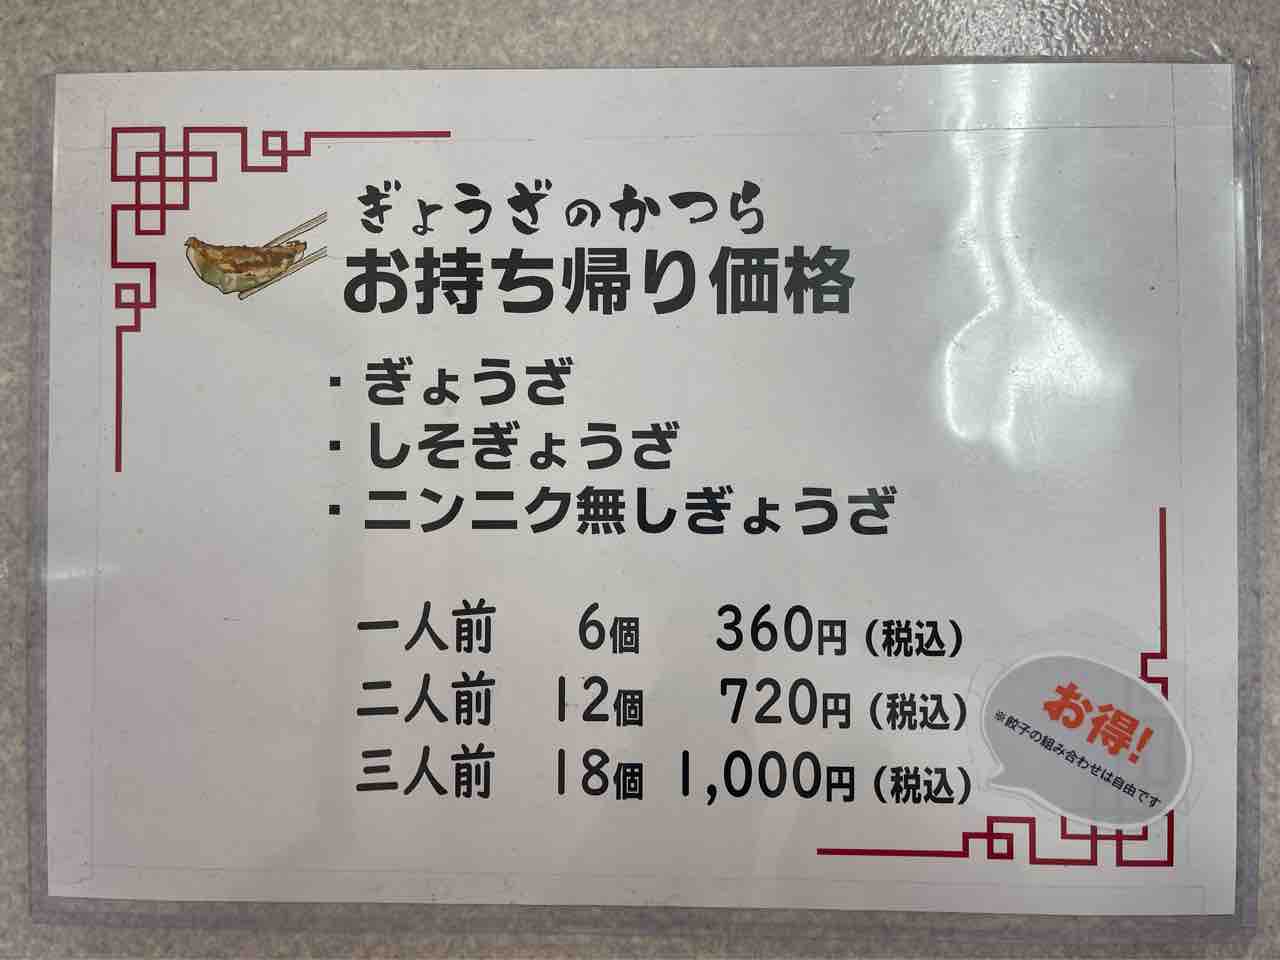 ぎょうざのかつら
お持ち帰り価格
・ぎょうざ
・しそぎょうざ
・ニンニク無しぎょうざ
一人前 6個 360円（税込）
二人前 12個 720円（税込）
三人前 18個 1,000円（税込）
お得！
※餃子の組み合わせは自由です